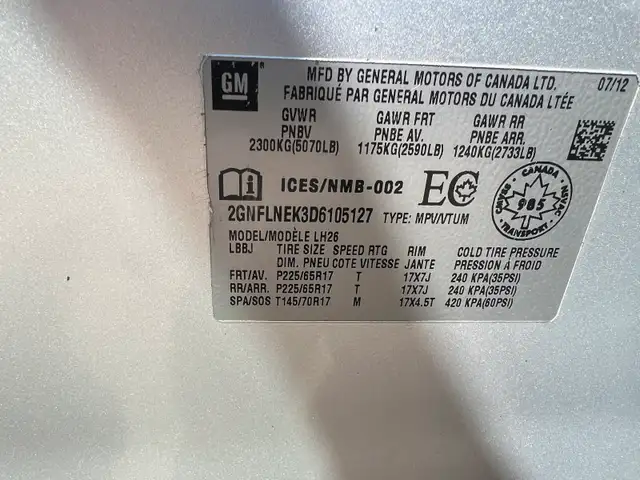 GM ®
MFD BY GENERAL MOTORS OF CANADA LTD. 07/12
FABRIQUÉ PAR GENERAL MOTORS DU CANADA LTÉE
GVWR GAWR FRT GAWR RR
PNBV PNBE AV. PNBE ARR.
2300KG(5070LB) 1175KG(2590LB) 1240KG(2733LB)
i ICES/NMB-002 EC
CANADA
985
TRANSPORT
CMVSS
NSVAC
2GNFLNEK3D6105127 TYPE: MPV/VTUM
MODEL/MODÈLE LH26
LBBJ TIRE SIZE SPEED RTG RIM COLD TIRE PRESSURE
DIM. PNEU COTE VITESSE JANTE PRESSION À FROID
FRT/AV. P225/65R17 T 17X7J 240 KPA(35PSI)
RR/ARR. P225/65R17 T 17X7J 240 KPA(35PSI)
SPA/SOS T145/70R17 M 17X4.5T 420 KPA(60PSI)